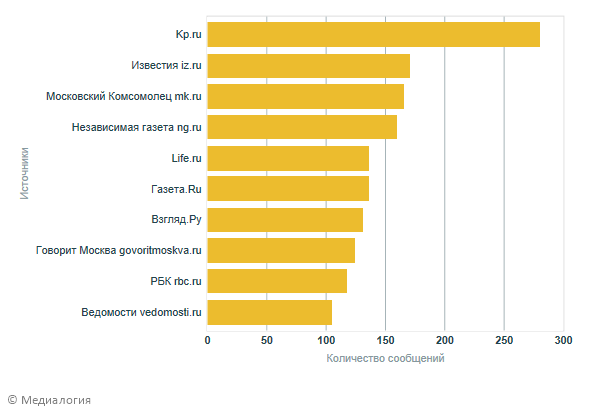 Kp.ru
Известия iz.ru
Московский Комсомолец mk.ru
Независимая газета ng.ru
Life.ru
Газета.Ru
Взгляд.Ру
Говорит Москва govoritmoskva.ru
РБК rbc.ru
Ведомости vedomosti.ru
Источники
0 50 100 150 200 250 300
Количество сообщений
© Медиалогия